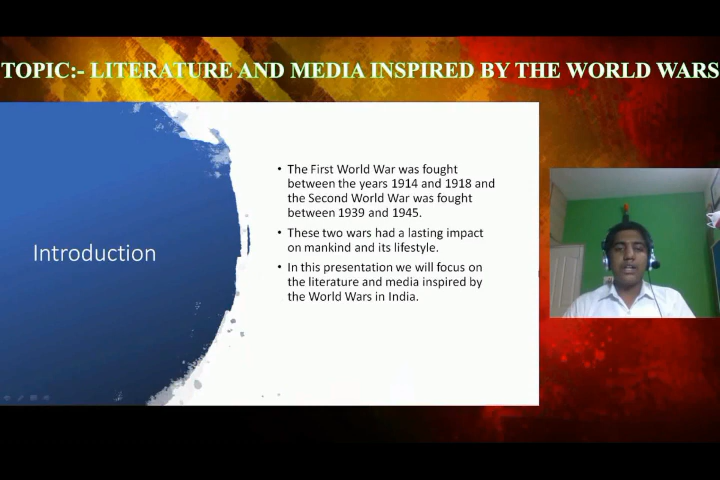 TOPIC:- LITERATURE AND MEDIA INSPIRED BY THE WORLD WARS
Introduction
• The First World War was fought
between the years 1914 and 1918 and
the Second World War was fought
between 1939 and 1945.
• These two wars had a lasting impact
on mankind and its lifestyle.
• In this presentation we will focus on
the literature and media inspired by
the World Wars in India.